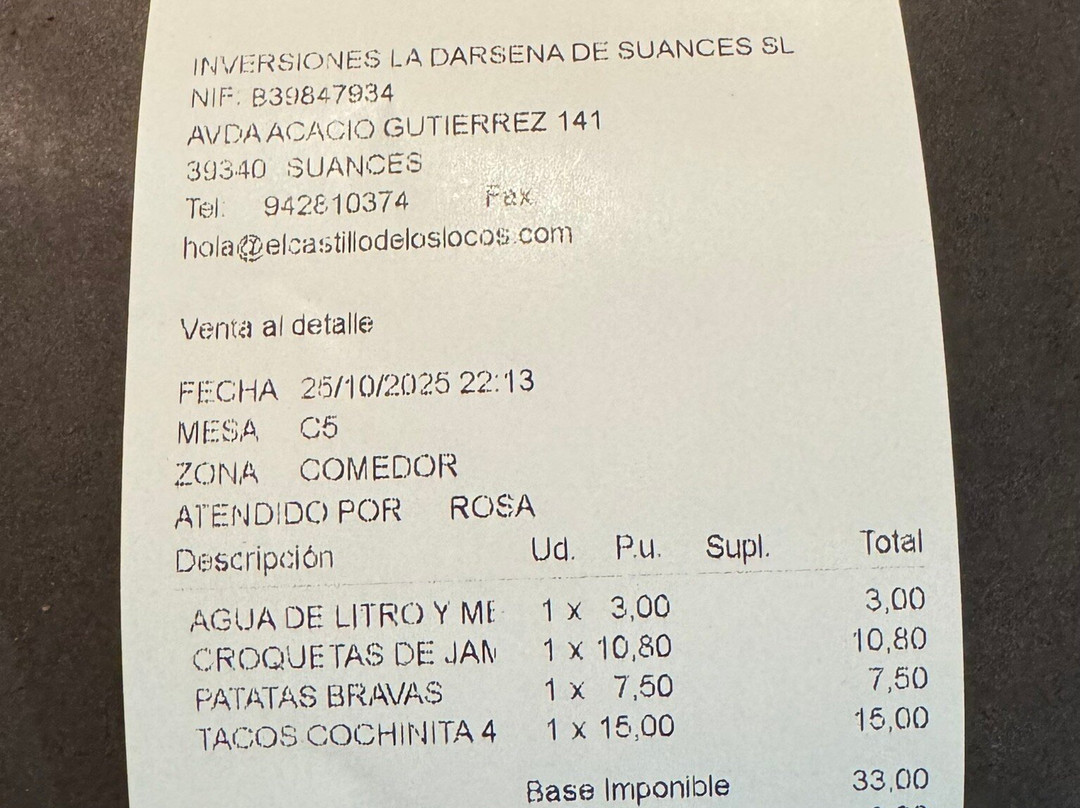 INVERSIONES LA DARSENA DE SUANCES SL
NIF: B39847934
AVDA ACACIO GUTIERREZ 141
39340 SUANCES
Tel: 942810374 Fax
hola@elcastillodeloslocos.com
Venta al detalle
FECHA 25/10/2025 22:13
MESA C5
ZONA COMEDOR
ATENDIDO POR ROSA
Descripción Ud. P.u. Supl. Total
AGUA DE LITRO Y ME 1 x 3,00 3,00
CROQUETAS DE JAM 1 x 10,80 10,80
PATATAS BRAVAS 1 x 7,50 7,50
TACOS COCHINITA 4 1 x 15,00 15,00
Base Imponible 33,00